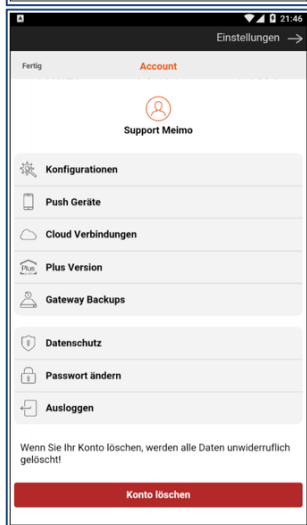 21:46
Einstellungen
Fertig
Account
Support Meimo
Konfigurationen
Push Geräte
Cloud Verbindungen
Plus
Plus Version
Gateway Backups
Datenschutz
Passwort ändern
Ausloggen
Wenn Sie Ihr Konto löschen, werden alle Daten unwiderruflich
gelöscht!
Konto löschen